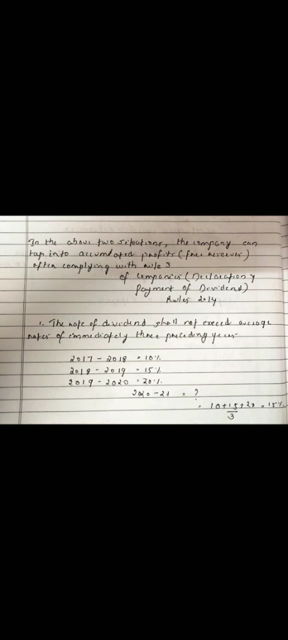 In the above two situations, the company can
tap into accumulated profits (free reserves)
after complying with rule 3
of Companies (Declaration &
Payment of Dividend)
Rules 2014
1. The rate of dividend shall not exceed average
rates of immediately three preceding years
2017 - 2018 = 10%
2018 - 2019 = 15%
2019 - 2020 = 20%
2020 - 21 = ?
= 10+15+20 = 15%
3